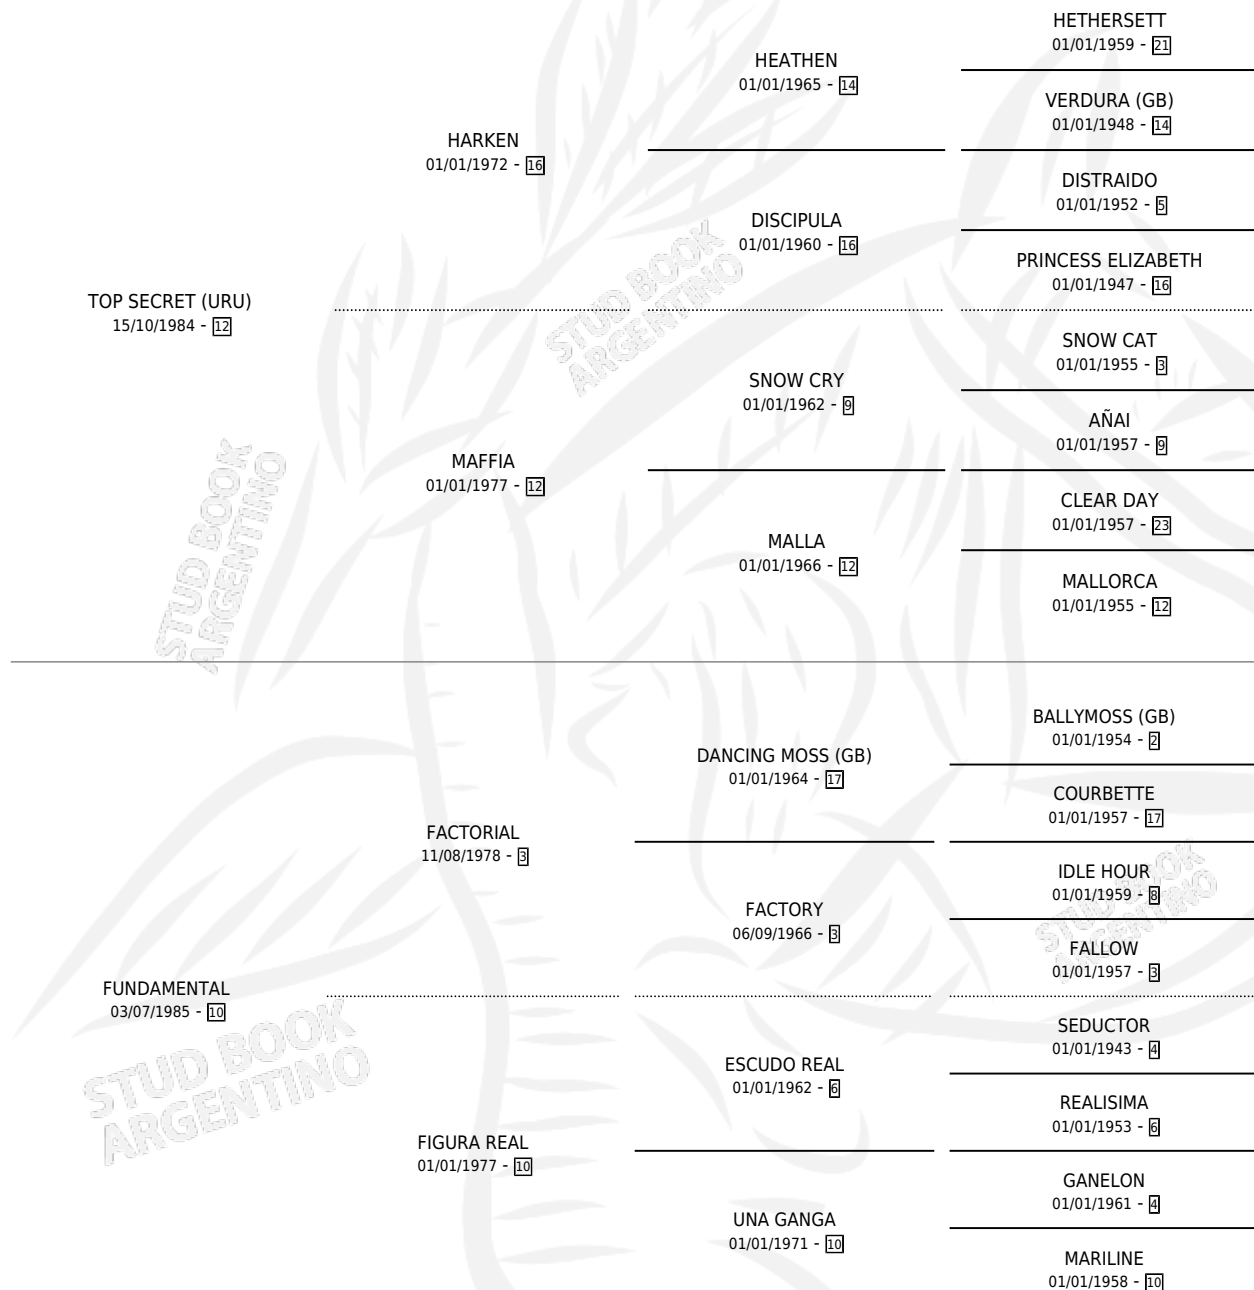 HETHERSETT
01/01/1959 - 21
HEATHEN
01/01/1965 - 14
VERDURA (GB)
01/01/1948 - 14
HARKEN
01/01/1972 - 16
DISTRAIDO
01/01/1952 - 5
DISCIPULA
01/01/1960 - 16
PRINCESS ELIZABETH
01/01/1947 - 16
TOP SECRET (URU)
15/10/1984 - 12
SNOW CAT
01/01/1955 - 3
SNOW CRY
01/01/1962 - 9
AÑAI
01/01/1957 - 9
MAFFIA
01/01/1977 - 12
CLEAR DAY
01/01/1957 - 23
MALLA
01/01/1966 - 12
MALLORCA
01/01/1955 - 12
BALLYMOSS (GB)
01/01/1954 - 2
DANCING MOSS (GB)
01/01/1964 - 17
COURBETTE
01/01/1957 - 17
FACTORIAL
11/08/1978 - 3
IDLE HOUR
01/01/1959 - 8
FACTORY
06/09/1966 - 3
FALLOW
01/01/1957 - 3
FUNDAMENTAL
03/07/1985 - 10
SEDUCTOR
01/01/1943 - 4
ESCUDO REAL
01/01/1962 - 6
REALISIMA
01/01/1953 - 6
FIGURA REAL
01/01/1977 - 10
GANELON
01/01/1961 - 4
UNA GANGA
01/01/1971 - 10
MARILINE
01/01/1958 - 10
STUD BOOK
ARGENTINO
STUD BOOK
ARGENTINO
STUD BOOK
ARGENTINO
STUD BOOK
ARGENTINO